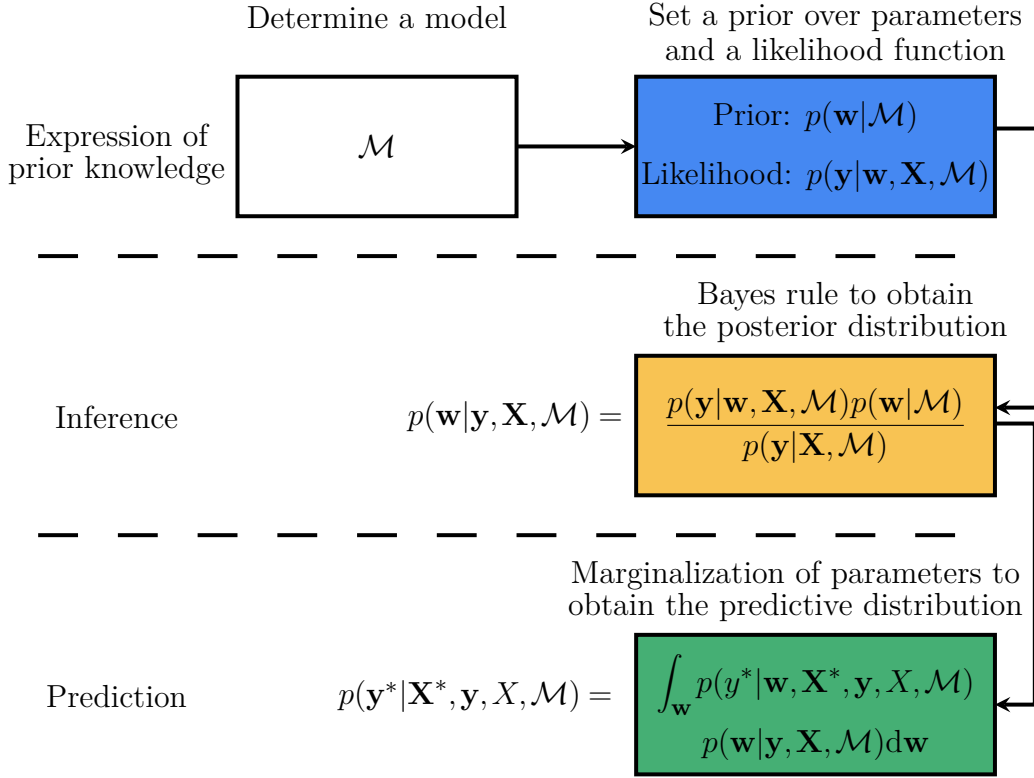 Determine a model
Set a prior over parameters
and a likelihood function
Expression of
prior knowledge
ℳ
Prior: p(𝐰|ℳ)
Likelihood: p(𝐲|𝐰, 𝐗, ℳ)
Bayes rule to obtain
the posterior distribution
Inference
p(𝐰|𝐲, 𝐗, ℳ) =
p(𝐲|𝐰, 𝐗, ℳ)p(𝐰|ℳ)
p(𝐲|𝐗, ℳ)
Marginalization of parameters to
obtain the predictive distribution
Prediction
p(𝐲*|𝐗*, 𝐲, X, ℳ) =
∫𝐰 p(y*|𝐰, 𝐗*, 𝐲, X, ℳ)
p(𝐰|𝐲, 𝐗, ℳ)d𝐰